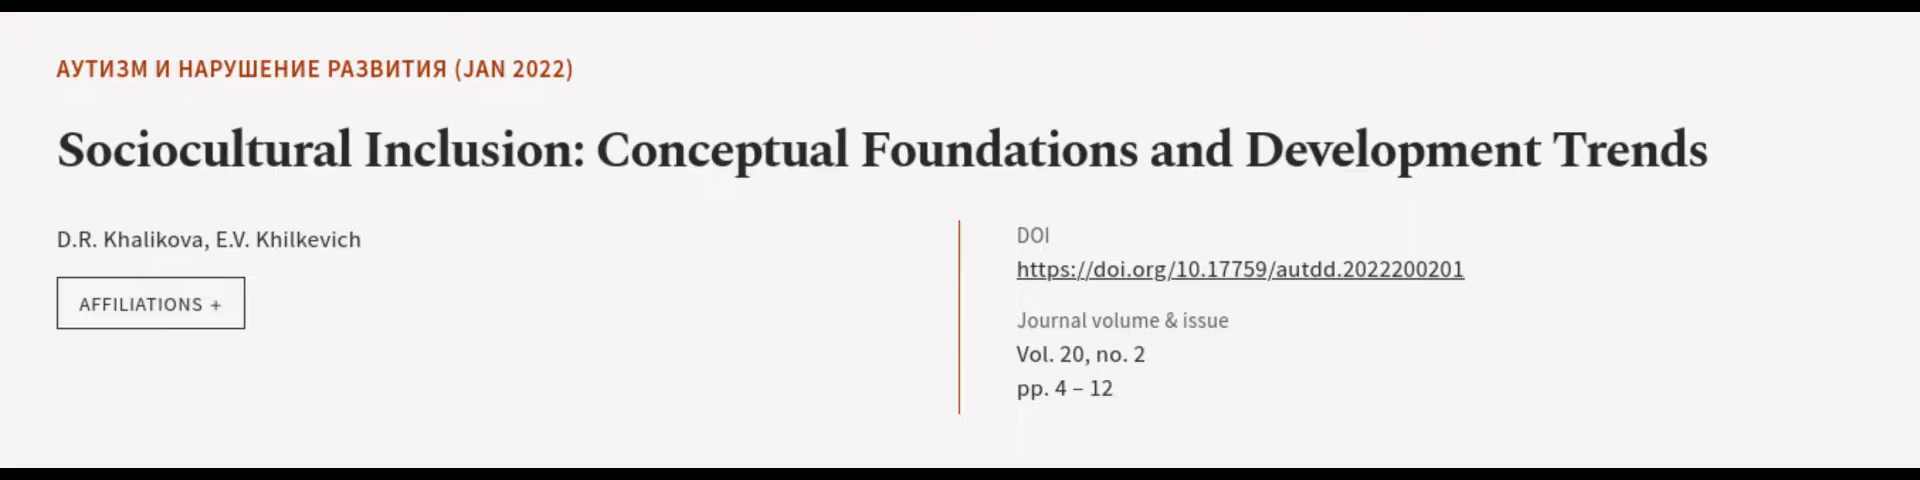 АУТИЗМ И НАРУШЕНИЕ РАЗВИТИЯ (JAN 2022)
Sociocultural Inclusion: Conceptual Foundations and Development Trends
D.R. Khalikova, E.V. Khilkevich
AFFILIATIONS +
DOI
https://doi.org/10.17759/autdd.2022200201
Journal volume & issue
Vol. 20, no. 2
pp. 4 – 12